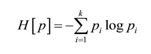 H[p] = −∑_{i=1}^{k} p_i log p_i